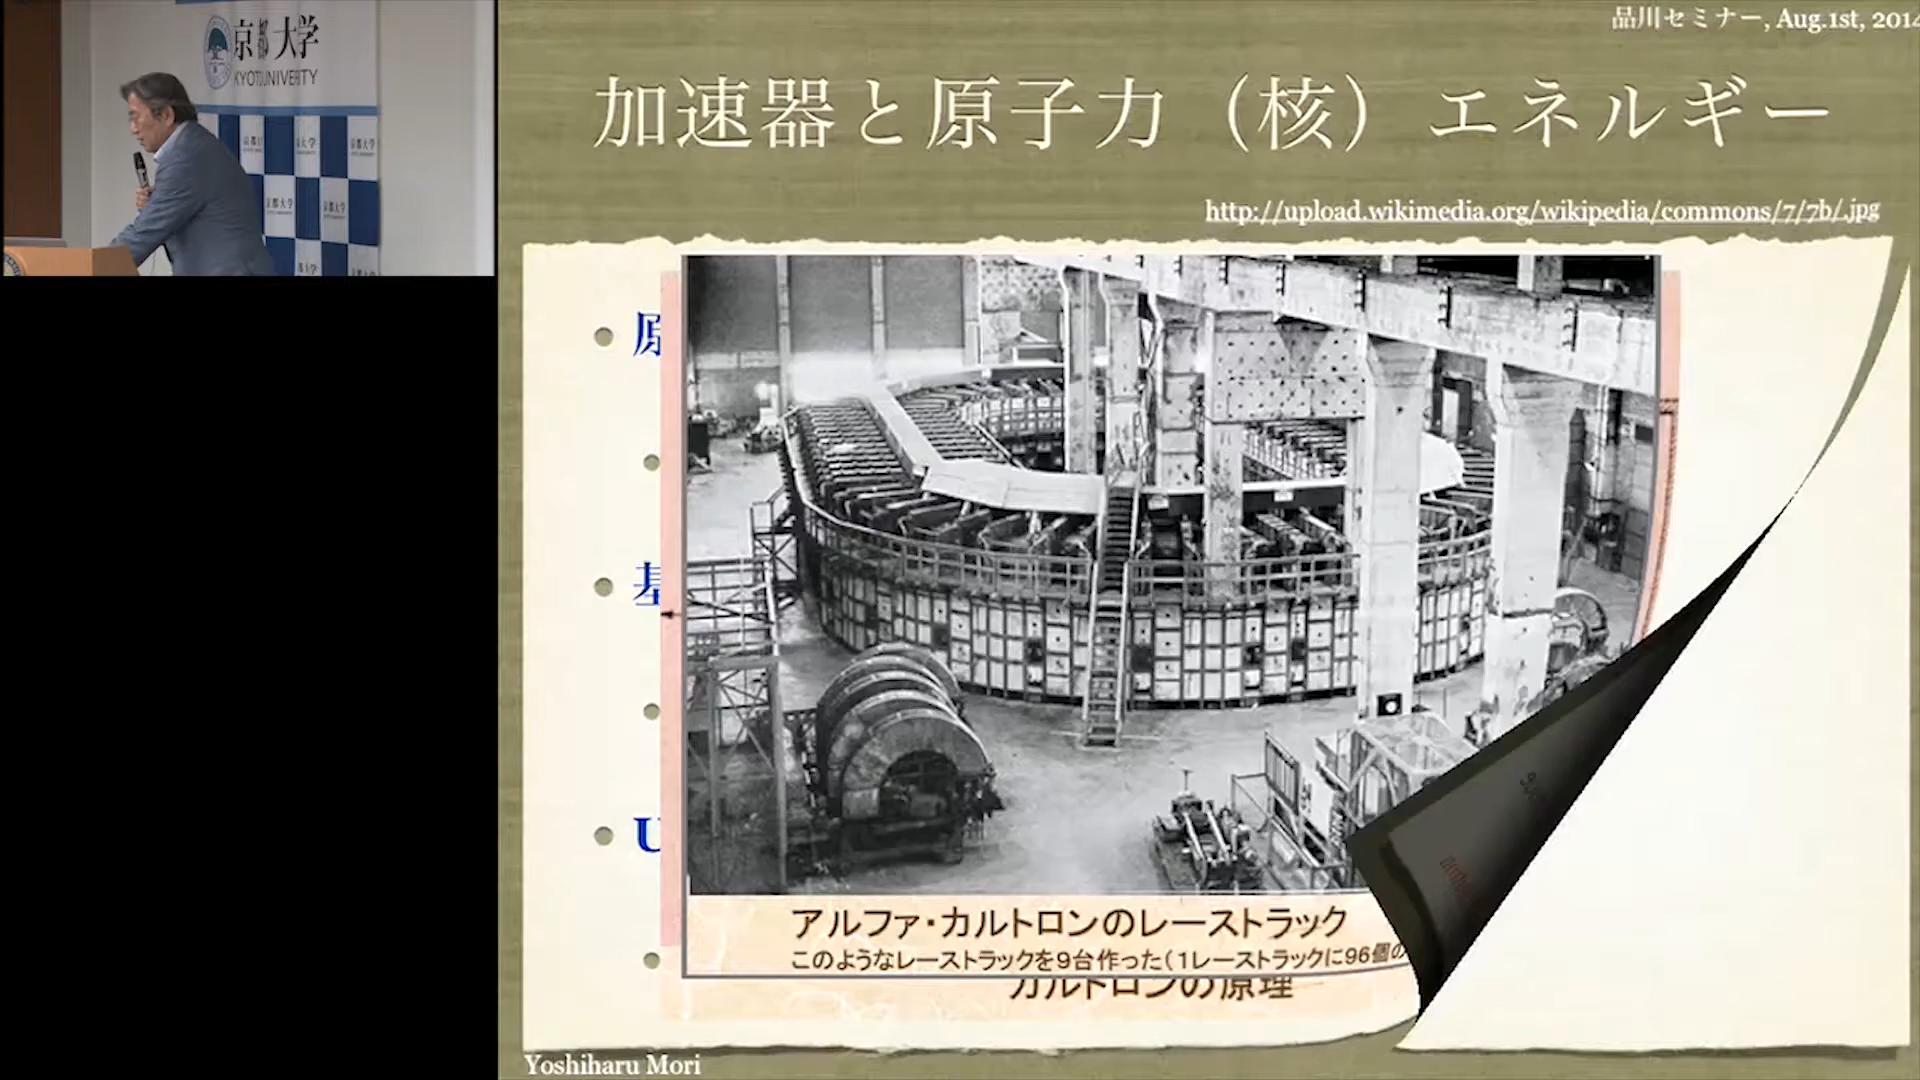 京都大学
KYOTO UNIVERSITY
品川セミナー, Aug.1st, 2014
加速器と原子力（核）エネルギー
http://upload.wikimedia.org/wikipedia/commons/7/7b/.jpg
原
基
U
アルファ・カルトロンのレーストラック
このようなレーストラックを9台作った（1レーストラックに96個の
カルトロンの原理
Yoshiharu Mori